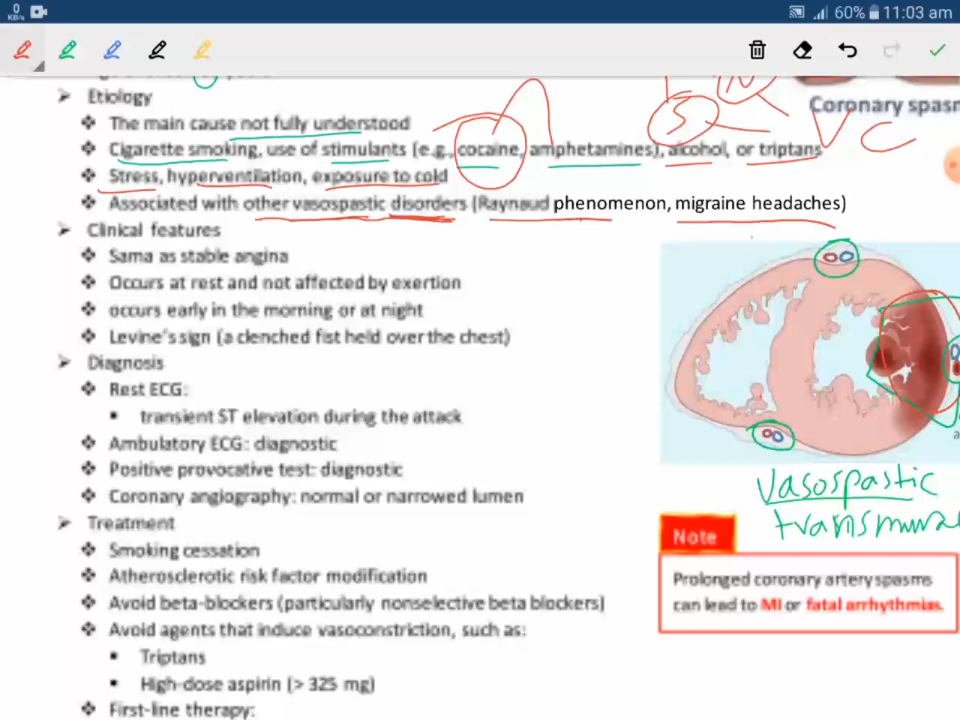 0 KB/s 60% 11:03 am
Etiology
The main cause not fully understood
Cigarette smoking, use of stimulants (e.g., cocaine, amphetamines), alcohol, or triptans
Stress, hyperventilation, exposure to cold
Associated with other vasospastic disorders (Raynaud phenomenon, migraine headaches)
Clinical features
Sama as stable angina
Occurs at rest and not affected by exertion
occurs early in the morning or at night
Levine's sign (a clenched fist held over the chest)
Diagnosis
Rest ECG:
transient ST elevation during the attack
Ambulatory ECG: diagnostic
Positive provocative test: diagnostic
Coronary angiography: normal or narrowed lumen
Treatment
Smoking cessation
Atherosclerotic risk factor modification
Avoid beta-blockers (particularly nonselective beta blockers)
Avoid agents that induce vasoconstriction, such as:
Triptans
High-dose aspirin (> 325 mg)
First-line therapy:
Coronary spasm
S
VC
vasospastic
transmura
Note
Prolonged coronary artery spasms
can lead to MI or fatal arrhythmias.